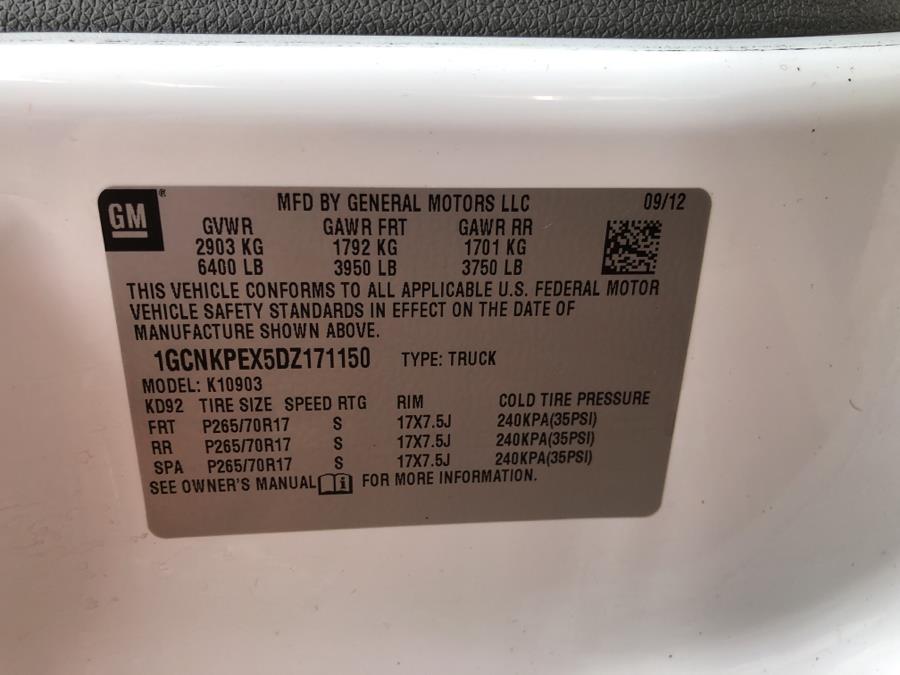 GM® MFD BY GENERAL MOTORS LLC 09/12
GVWR GAWR FRT GAWR RR
2903 KG 1792 KG 1701 KG
6400 LB 3950 LB 3750 LB
THIS VEHICLE CONFORMS TO ALL APPLICABLE U.S. FEDERAL MOTOR
VEHICLE SAFETY STANDARDS IN EFFECT ON THE DATE OF
MANUFACTURE SHOWN ABOVE.
1GCNKPEX5DZ171150 TYPE: TRUCK
MODEL: K10903
KD92 TIRE SIZE SPEED RTG RIM COLD TIRE PRESSURE
FRT P265/70R17 S 17X7.5J 240KPA(35PSI)
RR P265/70R17 S 17X7.5J 240KPA(35PSI)
SPA P265/70R17 S 17X7.5J 240KPA(35PSI)
SEE OWNER'S MANUAL i FOR MORE INFORMATION.